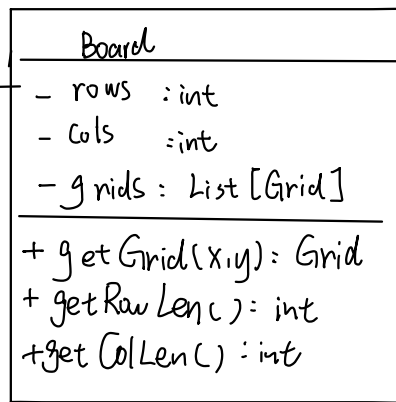 Board
- rows : int
- cols : int
- grids : List [Grid]
+ getGrid(x,y) : Grid
+ getRowLen() : int
+getColLen() : int